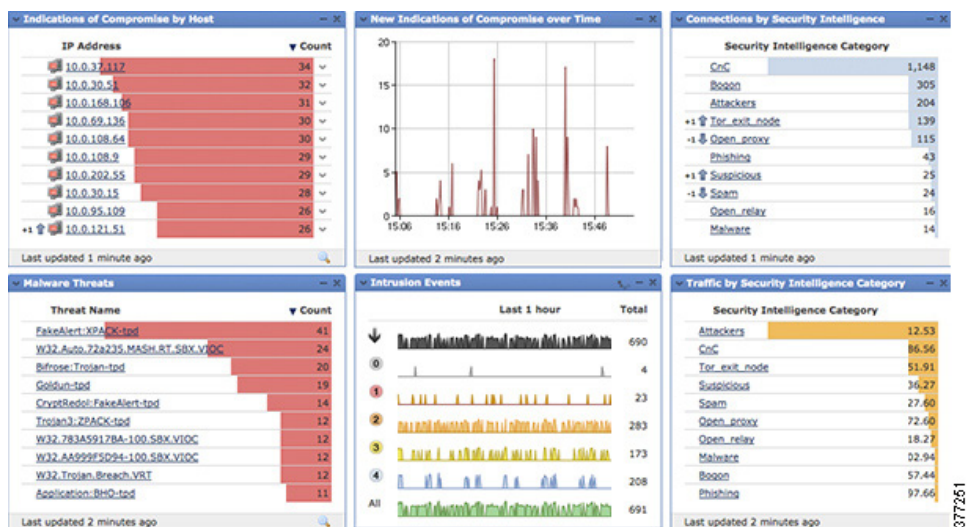 Indications of Compromise by Host
IP Address Count
10.0.37.117 34
10.0.30.51 32
10.0.168.106 31
10.0.69.136 30
10.0.108.64 30
10.0.108.9 29
10.0.202.55 29
10.0.30.15 28
10.0.95.109 26
+1 10.0.121.51 26
Last updated 1 minute ago
New Indications of Compromise over Time
20
15
10
5
0
15:06 15:16 15:26 15:36 15:46
Last updated 2 minutes ago
Connections by Security Intelligence
Security Intelligence Category
CnC 1,148
Bogon 305
Attackers 204
+1 Tor_exit_node 139
-1 Open_proxy 115
Phishing 43
+1 Suspicious 25
-1 Spam 24
Open_relay 16
Malware 14
Last updated 1 minute ago
Malware Threats
Threat Name Count
FakeAlert:XPACK-tpd 41
W32.Auto.72a235.MASH.RT.SBX.VIOC 24
Bifrose:Trojan-tpd 20
Goldun-tpd 19
CryptRedol:FakeAlert-tpd 14
Trojan3:ZPACK-tpd 12
W32.783A5917BA-100.SBX.VIOC 12
W32.AA999F5D94-100.SBX.VIOC 12
W32.Trojan.Breach.VRT 12
Application:BHO-tpd 11
Last updated 2 minutes ago
Intrusion Events
Last 1 hour Total
690
0 4
1 23
2 283
3 173
4 208
All 691
Last updated 1 minute ago
Traffic by Security Intelligence Category
Security Intelligence Category
Attackers 12.53
CnC 86.56
Tor_exit_node 51.91
Suspicious 36.27
Spam 27.60
Open_proxy 72.60
Open_relay 18.27
Malware 02.94
Bogon 57.44
Phishing 97.66
Last updated 2 minutes ago
377251